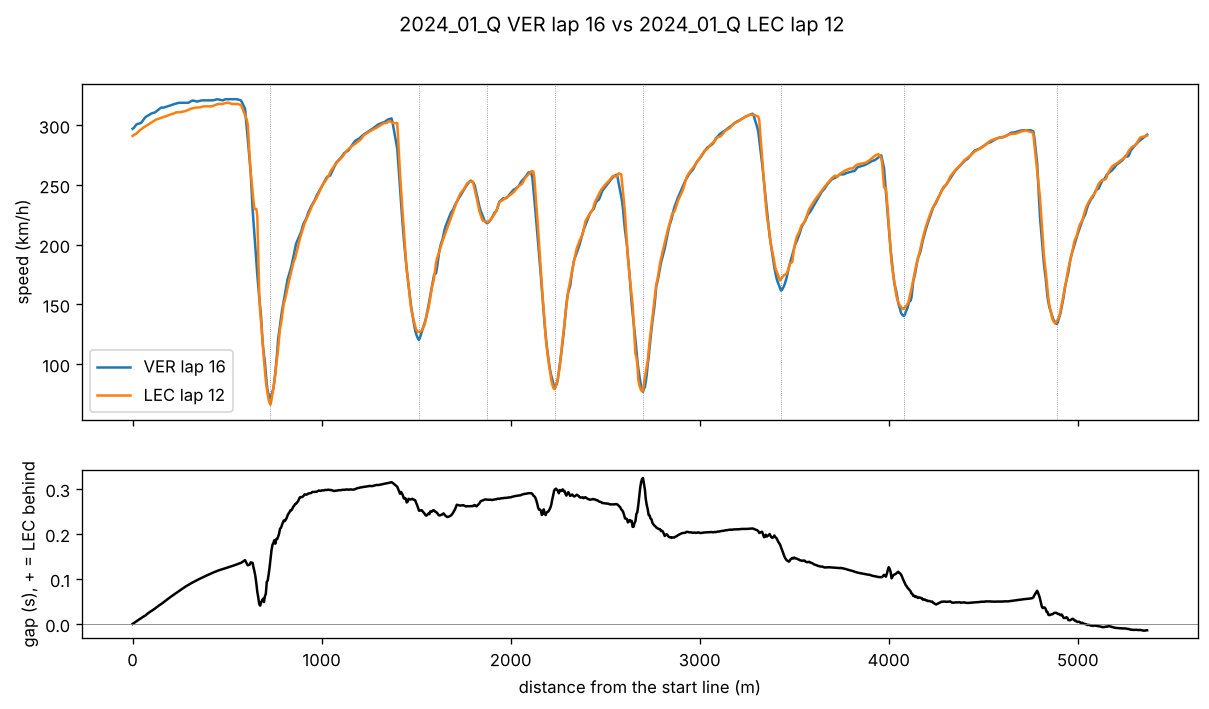 2024_01_Q VER lap 16 vs 2024_01_Q LEC lap 12
speed (km/h)
300
250
200
150
100
VER lap 16
LEC lap 12
gap (s), + = LEC behind
0.3
0.2
0.1
0.0
0 1000 2000 3000 4000 5000
distance from the start line (m)